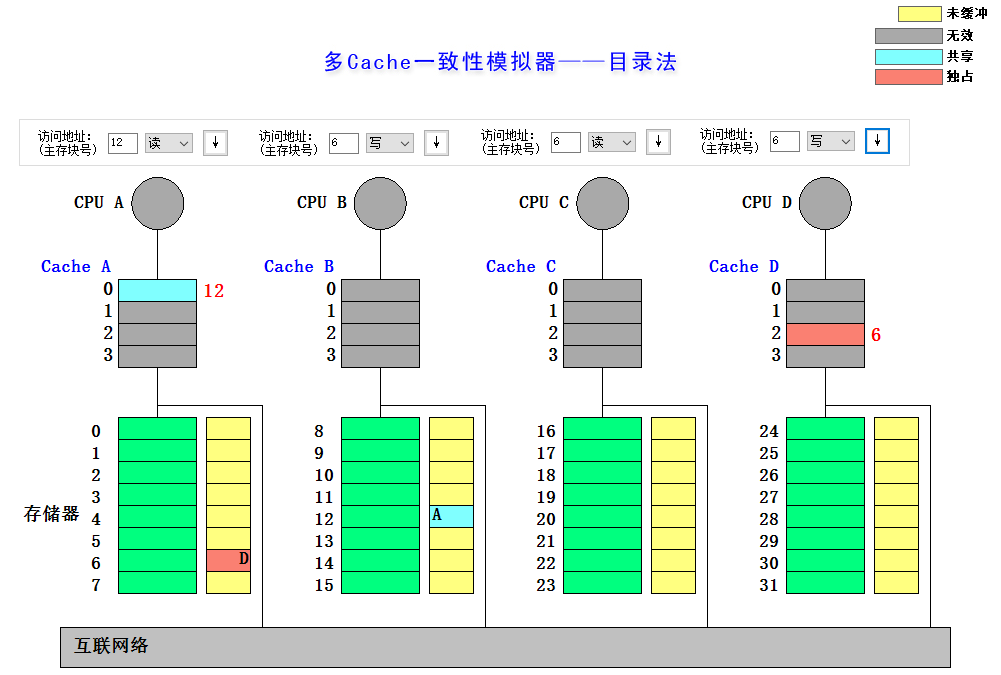 未缓冲
无效
共享
独占
多Cache一致性模拟器——目录法
访问地址：
(主存块号)
12
读
↓
访问地址：
(主存块号)
6
写
↓
访问地址：
(主存块号)
6
读
↓
访问地址：
(主存块号)
6
写
↓
CPU A
CPU B
CPU C
CPU D
Cache A
0
12
1
2
3
Cache B
0
1
2
3
Cache C
0
1
2
3
Cache D
0
1
2
6
3
存储器
0
1
2
3
4
5
6
D
7
8
9
10
11
12
A
13
14
15
16
17
18
19
20
21
22
23
24
25
26
27
28
29
30
31
互联网络